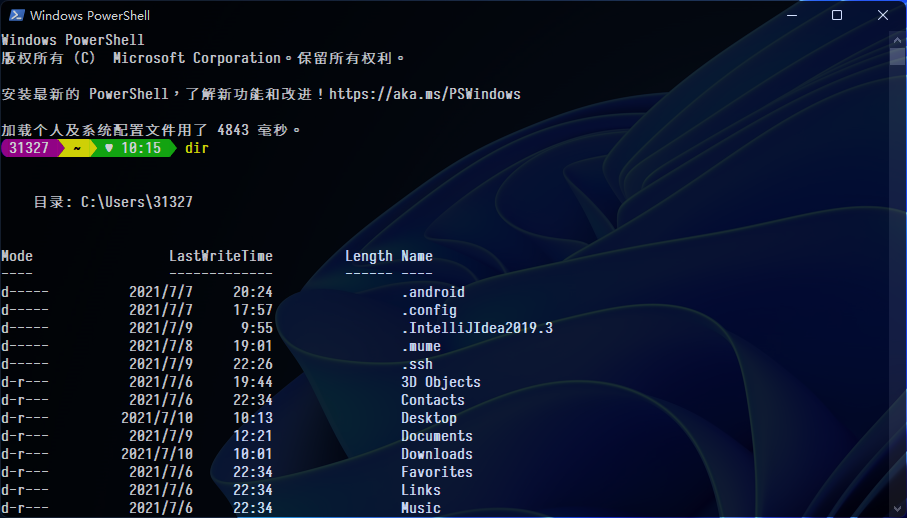 Windows PowerShell
Windows PowerShell
版权所有 (C) Microsoft Corporation。保留所有权利。
安装最新的 PowerShell,了解新功能和改进!https://aka.ms/PSWindows
加载个人及系统配置文件用了 4843 毫秒。
31327 ~ ♥ 10:15 dir
目录: C:\Users\31327
Mode LastWriteTime Length Name
---- ------------- ------ ----
d----- 2021/7/7 20:24 .android
d----- 2021/7/7 17:57 .config
d----- 2021/7/9 9:55 .IntelliJIdea2019.3
d----- 2021/7/8 19:01 .mume
d----- 2021/7/9 22:26 .ssh
d-r--- 2021/7/6 19:44 3D Objects
d-r--- 2021/7/6 22:34 Contacts
d-r--- 2021/7/10 10:13 Desktop
d-r--- 2021/7/9 12:21 Documents
d-r--- 2021/7/10 10:01 Downloads
d-r--- 2021/7/6 22:34 Favorites
d-r--- 2021/7/6 22:34 Links
d-r--- 2021/7/6 22:34 Music